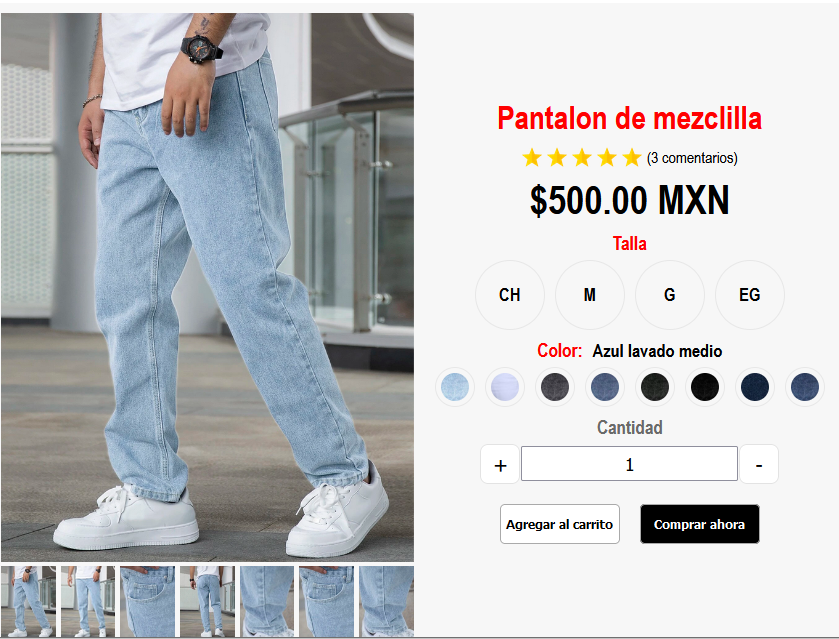 Pantalon de mezclilla
(3 comentarios)
$500.00 MXN
Talla
CH M G EG
Color: Azul lavado medio
Cantidad
+ 1 -
Agregar al carrito Comprar ahora